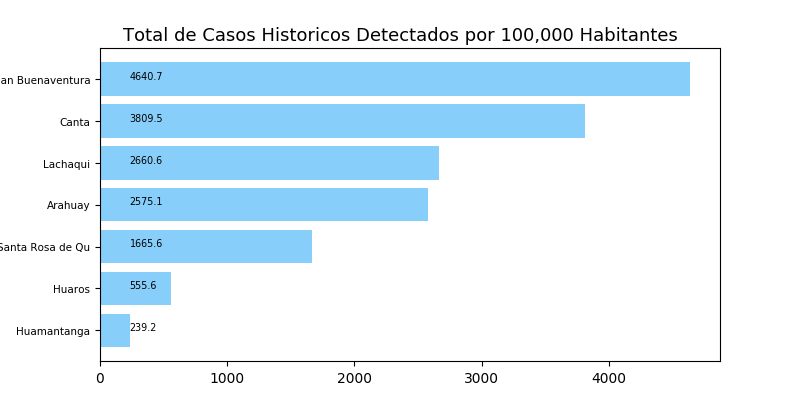 Total de Casos Historicos Detectados por 100,000 Habitantes
an Buenaventura 4640.7
Canta 3809.5
Lachaqui 2660.6
Arahuay 2575.1
Santa Rosa de Qu 1665.6
Huaros 555.6
Huamantanga 239.2
0 1000 2000 3000 4000